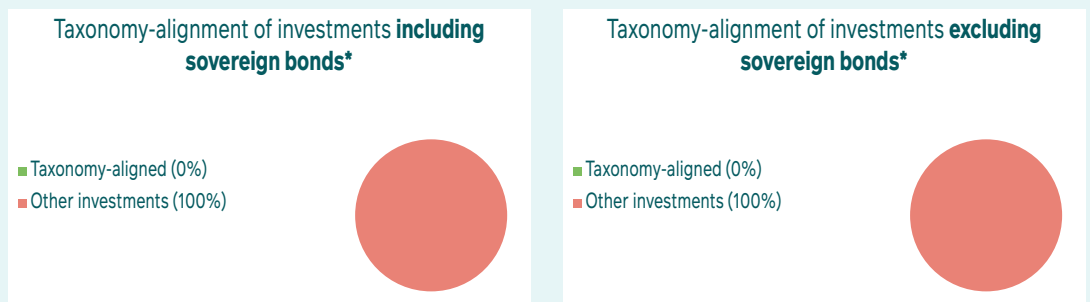 Taxonomy-alignment of investments including
sovereign bonds*
Taxonomy-aligned (0%)
Other investments (100%)
Taxonomy-alignment of investments excluding
sovereign bonds*
Taxonomy-aligned (0%)
Other investments (100%)